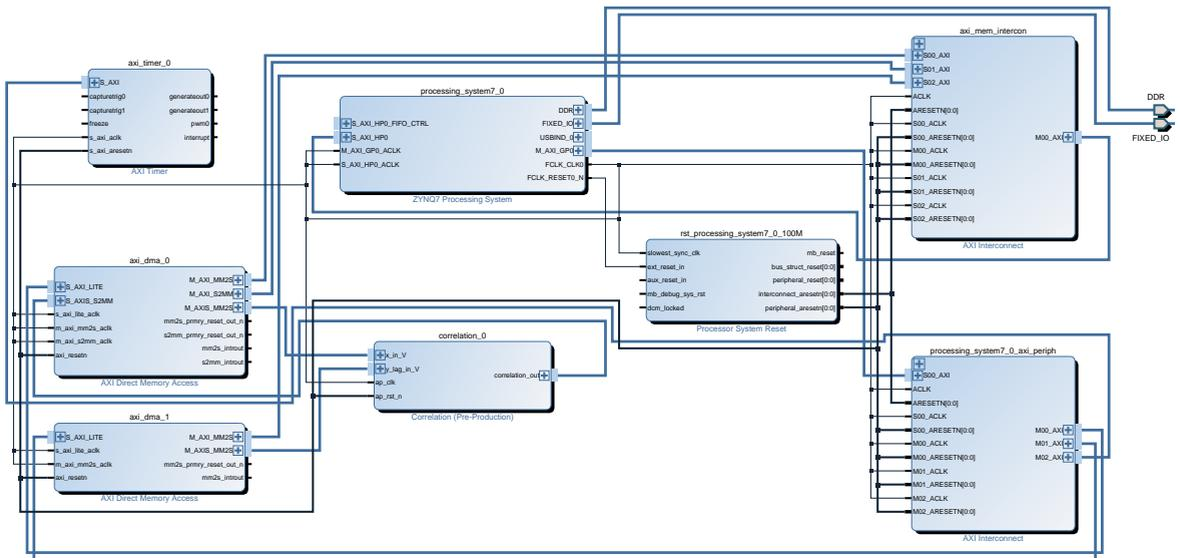 axi_timer_0
S_AXI
capturetrig0
capturetrig1
freeze
s_axi_aclk
s_axi_aresetn
generateout0
generateout1
pwm0
interrupt
AXI Timer
processing_system7_0
S_AXI_HP0_FIFO_CTRL
S_AXI_HP0
M_AXI_GP0_ACLK
S_AXI_HP0_ACLK
DDR
FIXED_IO
USBIND_0
M_AXI_GP0
FCLK_CLK0
FCLK_RESET0_N
ZYNQ7 Processing System
axi_mem_intercon
S00_AXI
S01_AXI
S02_AXI
ACLK
ARESETN[0:0]
S00_ACLK
S00_ARESETN[0:0]
M00_ACLK
M00_ARESETN[0:0]
S01_ACLK
S01_ARESETN[0:0]
S02_ACLK
S02_ARESETN[0:0]
M00_AXI
AXI Interconnect
DDR
FIXED_IO
rst_processing_system7_0_100M
slowest_sync_clk
ext_reset_in
aux_reset_in
mb_debug_sys_rst
dcm_locked
mb_reset
bus_struct_reset[0:0]
peripheral_reset[0:0]
interconnect_aresetn[0:0]
peripheral_aresetn[0:0]
Processor System Reset
axi_dma_0
S_AXI_LITE
S_AXIS_S2MM
s_axi_lite_aclk
m_axi_mm2s_aclk
m_axi_s2mm_aclk
axi_resetn
M_AXI_MM2S
M_AXI_S2MM
M_AXIS_MM2S
mm2s_prmry_reset_out_n
s2mm_prmry_reset_out_n
mm2s_introut
s2mm_introut
AXI Direct Memory Access
correlation_0
x_in_V
y_lag_in_V
ap_clk
ap_rst_n
correlation_out
Correlation (Pre-Production)
axi_dma_1
S_AXI_LITE
s_axi_lite_aclk
m_axi_mm2s_aclk
axi_resetn
M_AXI_MM2S
M_AXIS_MM2S
mm2s_prmry_reset_out_n
mm2s_introut
AXI Direct Memory Access
processing_system7_0_axi_periph
S00_AXI
ACLK
ARESETN[0:0]
S00_ACLK
S00_ARESETN[0:0]
M00_ACLK
M00_ARESETN[0:0]
M01_ACLK
M01_ARESETN[0:0]
M02_ACLK
M02_ARESETN[0:0]
M00_AXI
M01_AXI
M02_AXI
AXI Interconnect